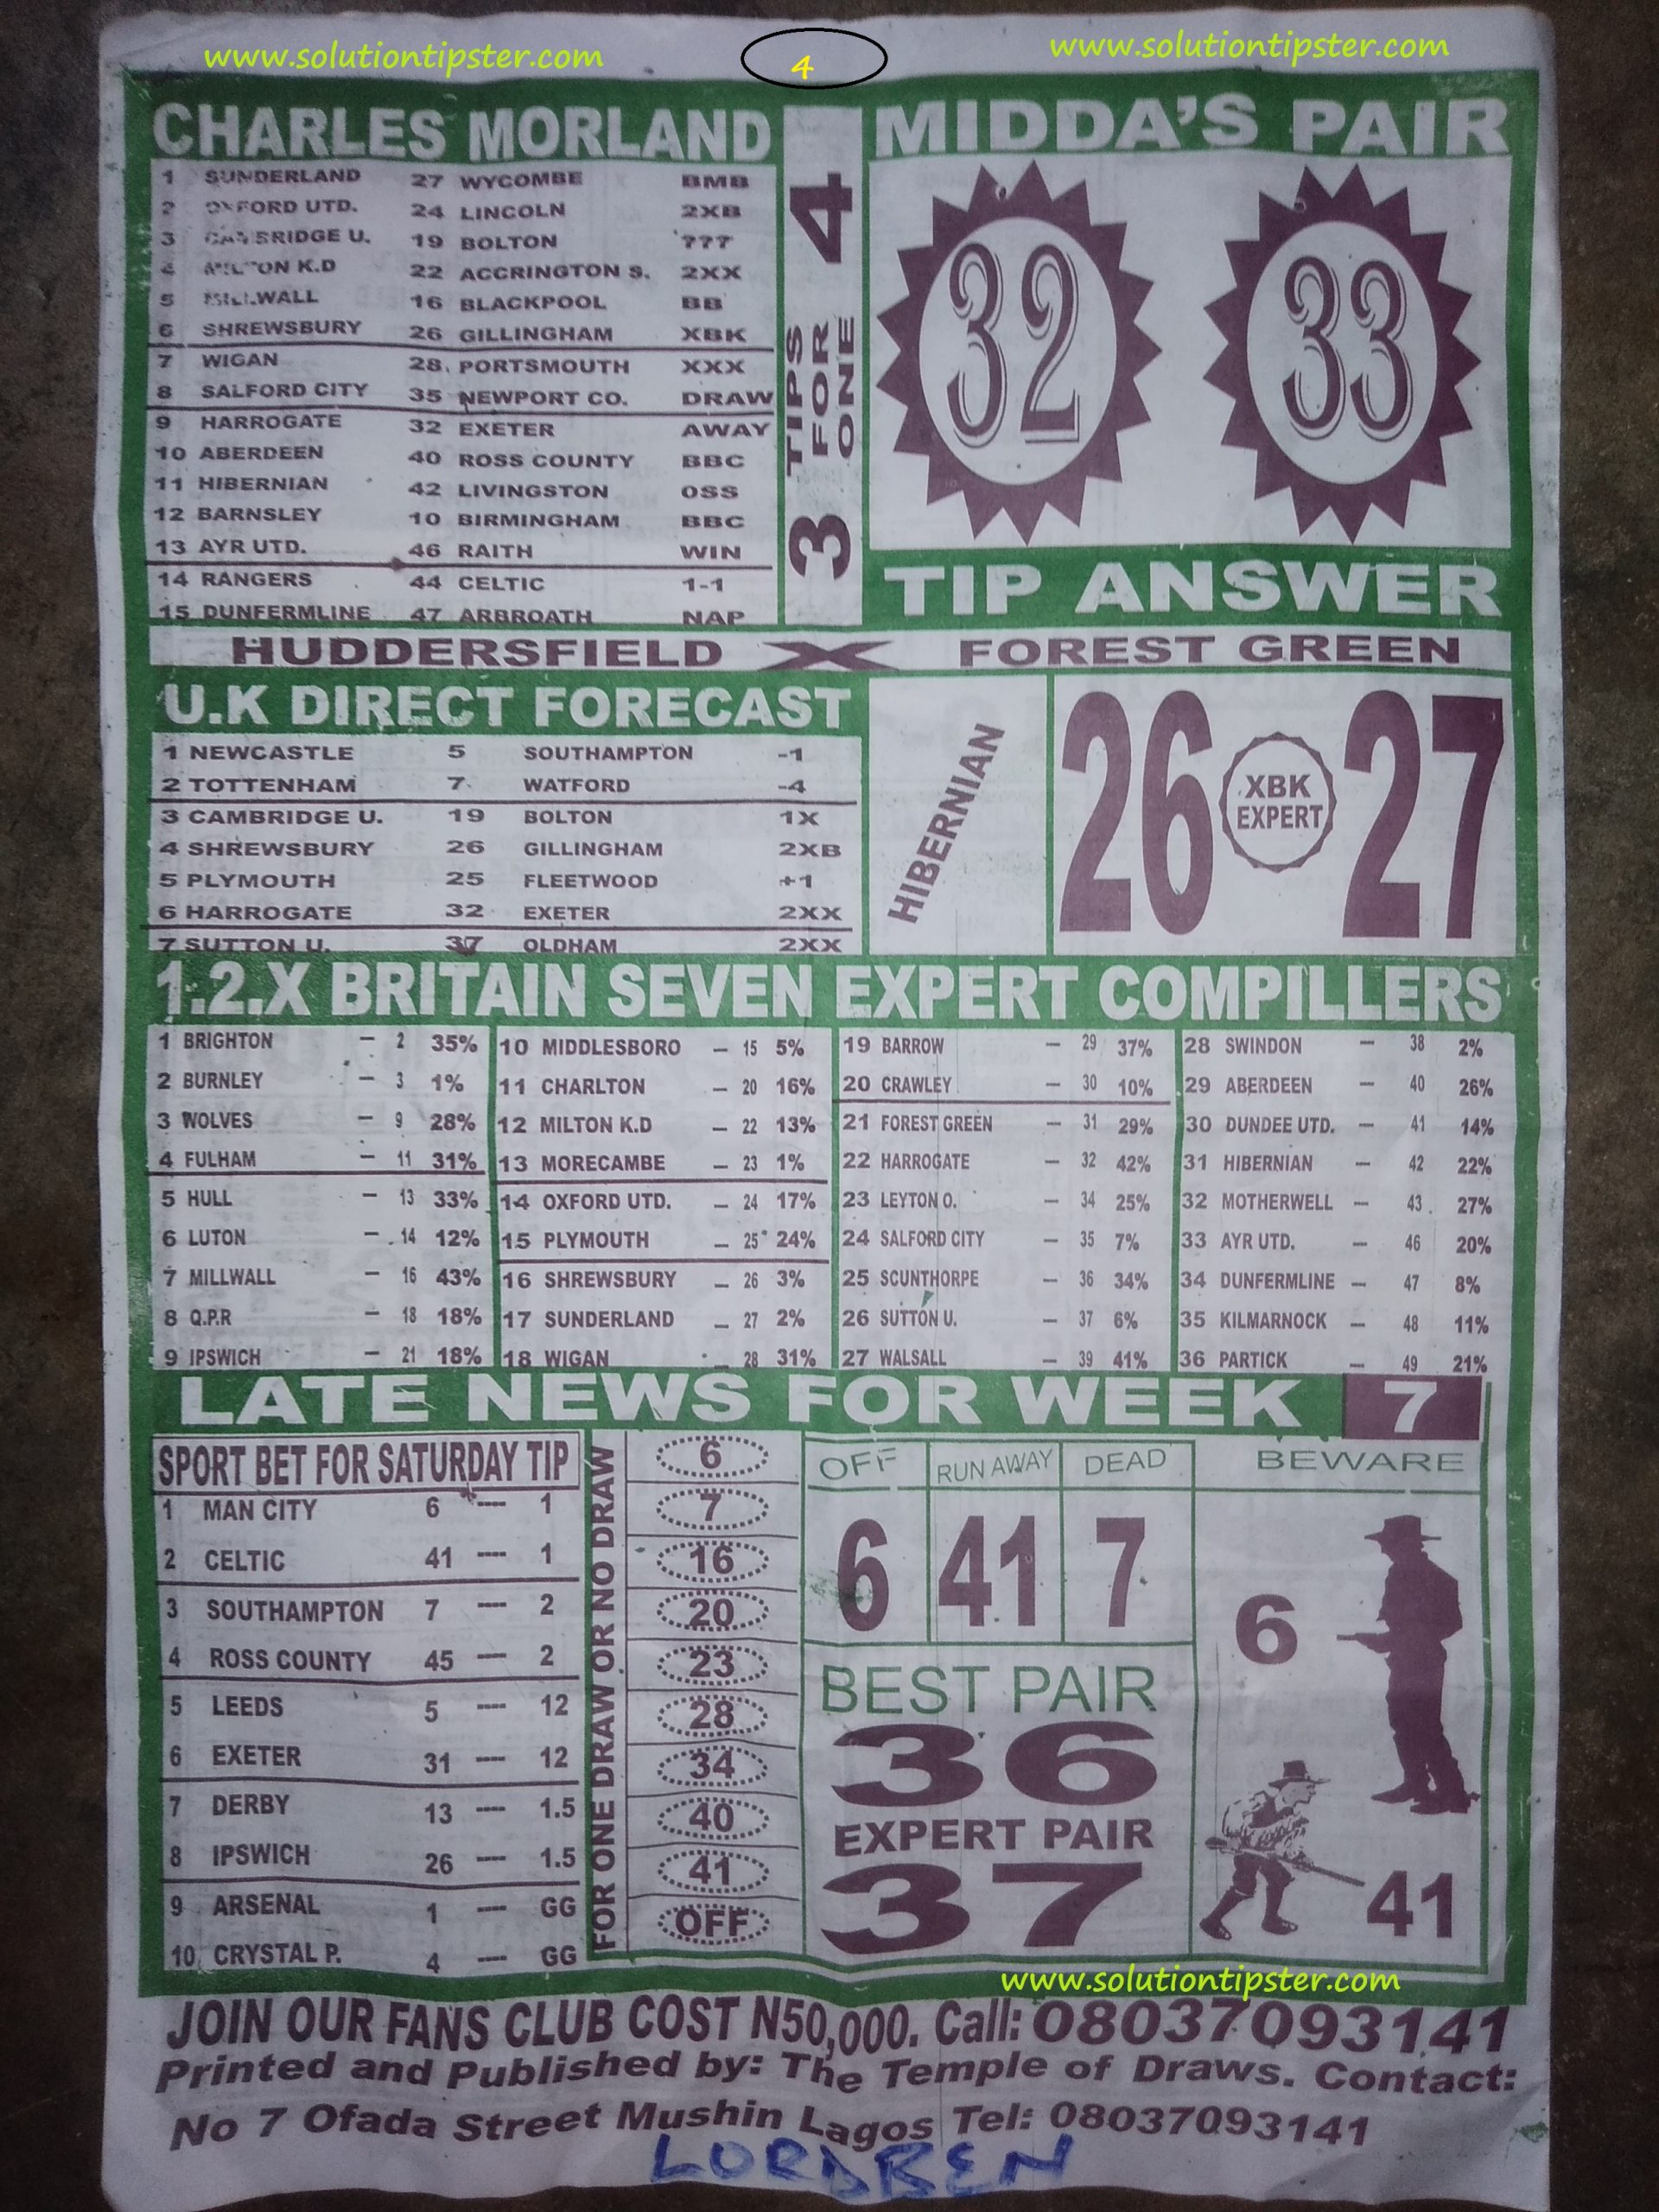 www.solutiontipster.com
4
www.solutiontipster.com
CHARLES MORLAND
1 SUNDERLAND 27 WYCOMBE BMB
2 OXFORD UTD. 24 LINCOLN 2XB
3 CAMBRIDGE U. 19 BOLTON ???
4 MILTON K.D 22 ACCRINGTON S. 2XX
5 MILLWALL 16 BLACKPOOL BB
6 SHREWSBURY 26 GILLINGHAM XBK
7 WIGAN 28. PORTSMOUTH XXX
8 SALFORD CITY 35 NEWPORT CO. DRAW
9 HARROGATE 32 EXETER AWAY
10 ABERDEEN 40 ROSS COUNTY BBC
11 HIBERNIAN 42 LIVINGSTON OSS
12 BARNSLEY 10 BIRMINGHAM BBC
13 AYR UTD. 46 RAITH WIN
14 RANGERS 44 CELTIC 1-1
15 DUNFERMLINE 47 ARBROATH NAP
3 TIPS FOR ONE 4
MIDDA'S PAIR
32 33
TIP ANSWER
HUDDERSFIELD X FOREST GREEN
U.K DIRECT FORECAST
1 NEWCASTLE 5 SOUTHAMPTON -1
2 TOTTENHAM 7 WATFORD -4
3 CAMBRIDGE U. 19 BOLTON 1X
4 SHREWSBURY 26 GILLINGHAM 2XB
5 PLYMOUTH 25 FLEETWOOD +1
6 HARROGATE 32 EXETER 2XX
7 SUTTON U. 37 OLDHAM 2XX
HIBERNIAN
26 XBK EXPERT 27
1.2.X BRITAIN SEVEN EXPERT COMPILLERS
1 BRIGHTON – 2 35%
2 BURNLEY – 3 1%
3 WOLVES – 9 28%
4 FULHAM – 11 31%
5 HULL – 13 33%
6 LUTON – 14 12%
7 MILLWALL – 16 43%
8 Q.P.R – 18 18%
9 IPSWICH – 21 18%
10 MIDDLESBORO – 15 5%
11 CHARLTON – 20 16%
12 MILTON K.D – 22 13%
13 MORECAMBE – 23 1%
14 OXFORD UTD. – 24 17%
15 PLYMOUTH – 25 24%
16 SHREWSBURY – 26 3%
17 SUNDERLAND – 27 2%
18 WIGAN – 28 31%
19 BARROW – 29 37%
20 CRAWLEY – 30 10%
21 FOREST GREEN – 31 29%
22 HARROGATE – 32 42%
23 LEYTON O. – 34 25%
24 SALFORD CITY – 35 7%
25 SCUNTHORPE – 36 34%
26 SUTTON U. – 37 6%
27 WALSALL – 39 41%
28 SWINDON – 38 2%
29 ABERDEEN – 40 26%
30 DUNDEE UTD. – 41 14%
31 HIBERNIAN – 42 22%
32 MOTHERWELL – 43 27%
33 AYR UTD. – 46 20%
34 DUNFERMLINE – 47 8%
35 KILMARNOCK – 48 11%
36 PARTICK – 49 21%
LATE NEWS FOR WEEK 7
SPORT BET FOR SATURDAY TIP
1 MAN CITY 6 ---- 1
2 CELTIC 41 ---- 1
3 SOUTHAMPTON 7 ---- 2
4 ROSS COUNTY 45 ---- 2
5 LEEDS 5 ---- 12
6 EXETER 31 ---- 12
7 DERBY 13 ---- 1.5
8 IPSWICH 26 ---- 1.5
9 ARSENAL 1 ---- GG
10 CRYSTAL P. 4 ---- GG
FOR ONE DRAW OR NO DRAW
6
7
16
20
23
28
34
40
41
OFF
OFF RUN AWAY DEAD
6 41 7
BEST PAIR
36
EXPERT PAIR
37
BEWARE
6
41
www.solutiontipster.com
JOIN OUR FANS CLUB COST N50,000. Call: 08037093141
Printed and Published by: The Temple of Draws. Contact:
No 7 Ofada Street Mushin Lagos Tel: 08037093141
LORDBEN